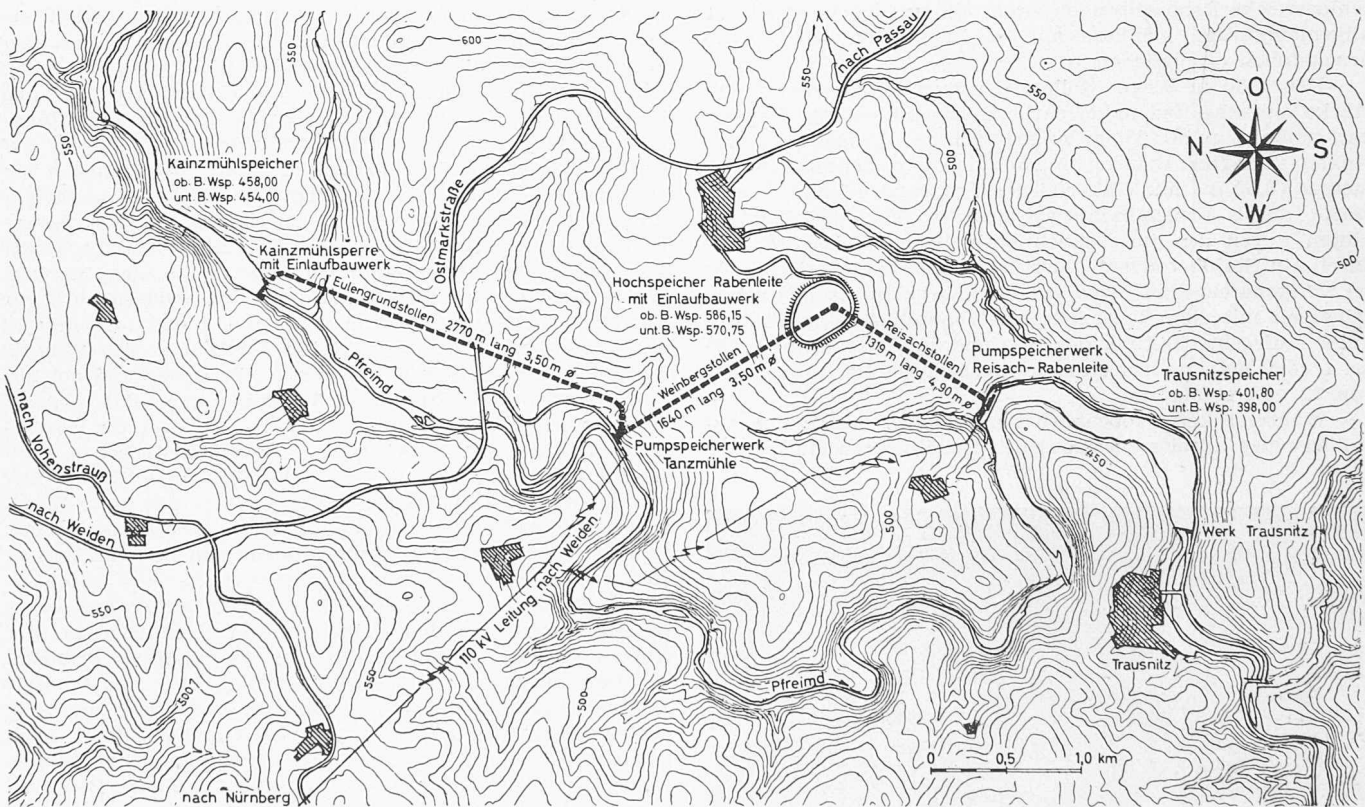 600
550
nach Passau
550
O
N
S
W
550
500
Kainzmühlspeicher
ob. B. Wsp. 458,00
unt. B. Wsp. 454,00
Ostmarkstraße
500
Kainzmühlsperre
mit Einlaufbauwerk
Eulengrundstollen 2770 m lang 3,50 m ø
Hochspeicher Rabenleite
mit Einlaufbauwerk
ob. B. Wsp. 586,15
unt. B. Wsp. 570,75
Reisachstollen
1319 m lang 4,90 m ø
Pumpspeicherwerk
Reisach-Rabenleite
Pfreimd
Weinbergstollen
1640 m lang 3,50 m ø
Trausnitzspeicher
ob. B. Wsp. 401,80
unt. B. Wsp. 398,00
nach Vohenstrauß
Pumpspeicherwerk
Tanzmühle
450
nach Weiden
500
Werk Trausnitz
550
110 kV Leitung nach Weiden
550
500
500
Pfreimd
Trausnitz
0 0,5 1,0 km
nach Nürnberg